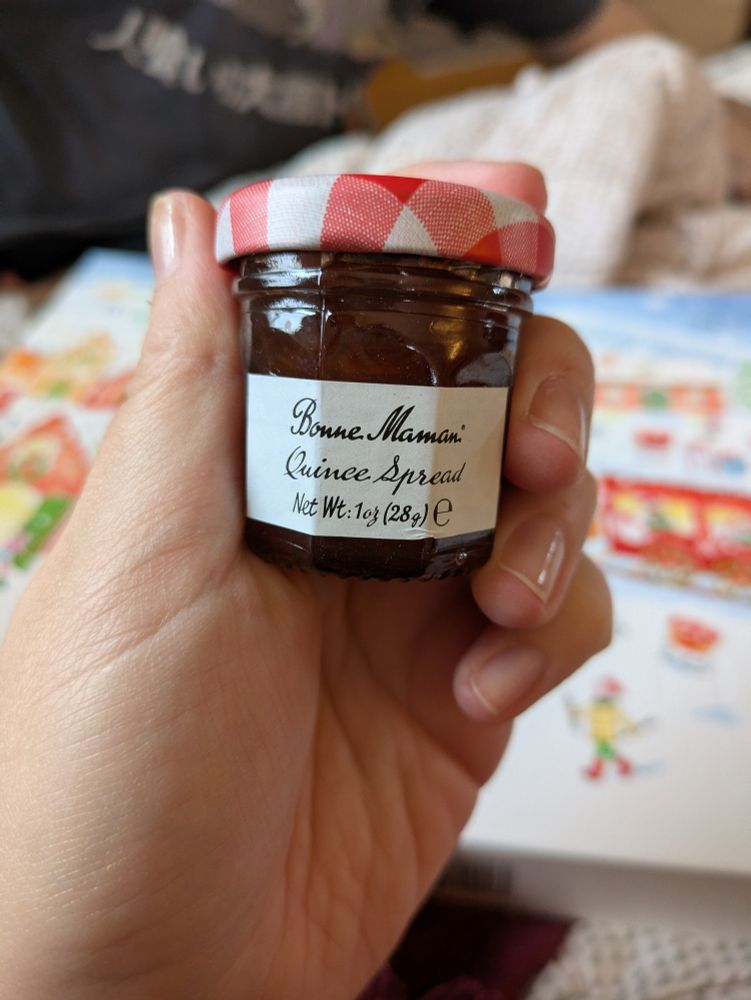 Bonne Maman®
Quince Spread
Net Wt: 1oz (28g) ℮